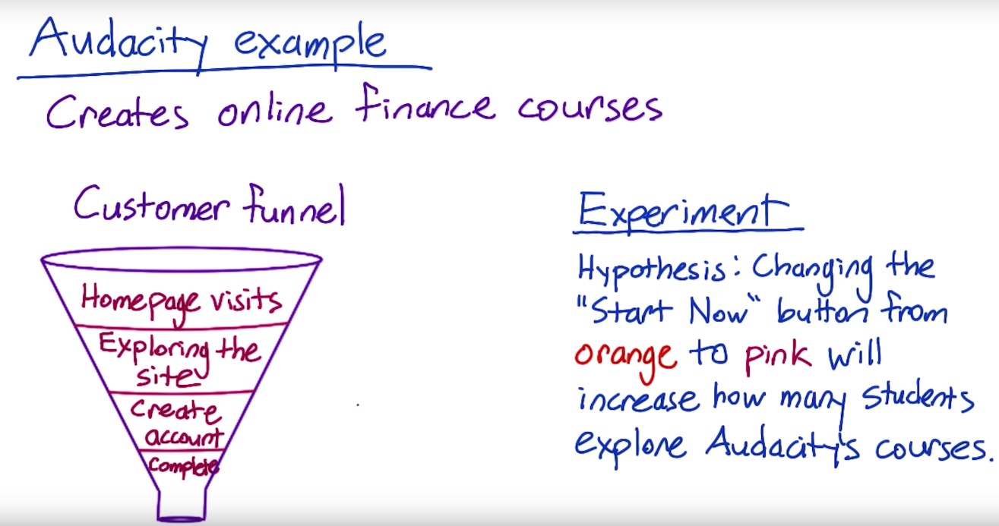 Audacity example
Creates online finance courses
Customer funnel
Homepage visits
Exploring the
site
Create
account
Complete
Experiment
Hypothesis: Changing the
"Start Now" button from
orange to pink will
increase how many students
explore Audacity's courses.